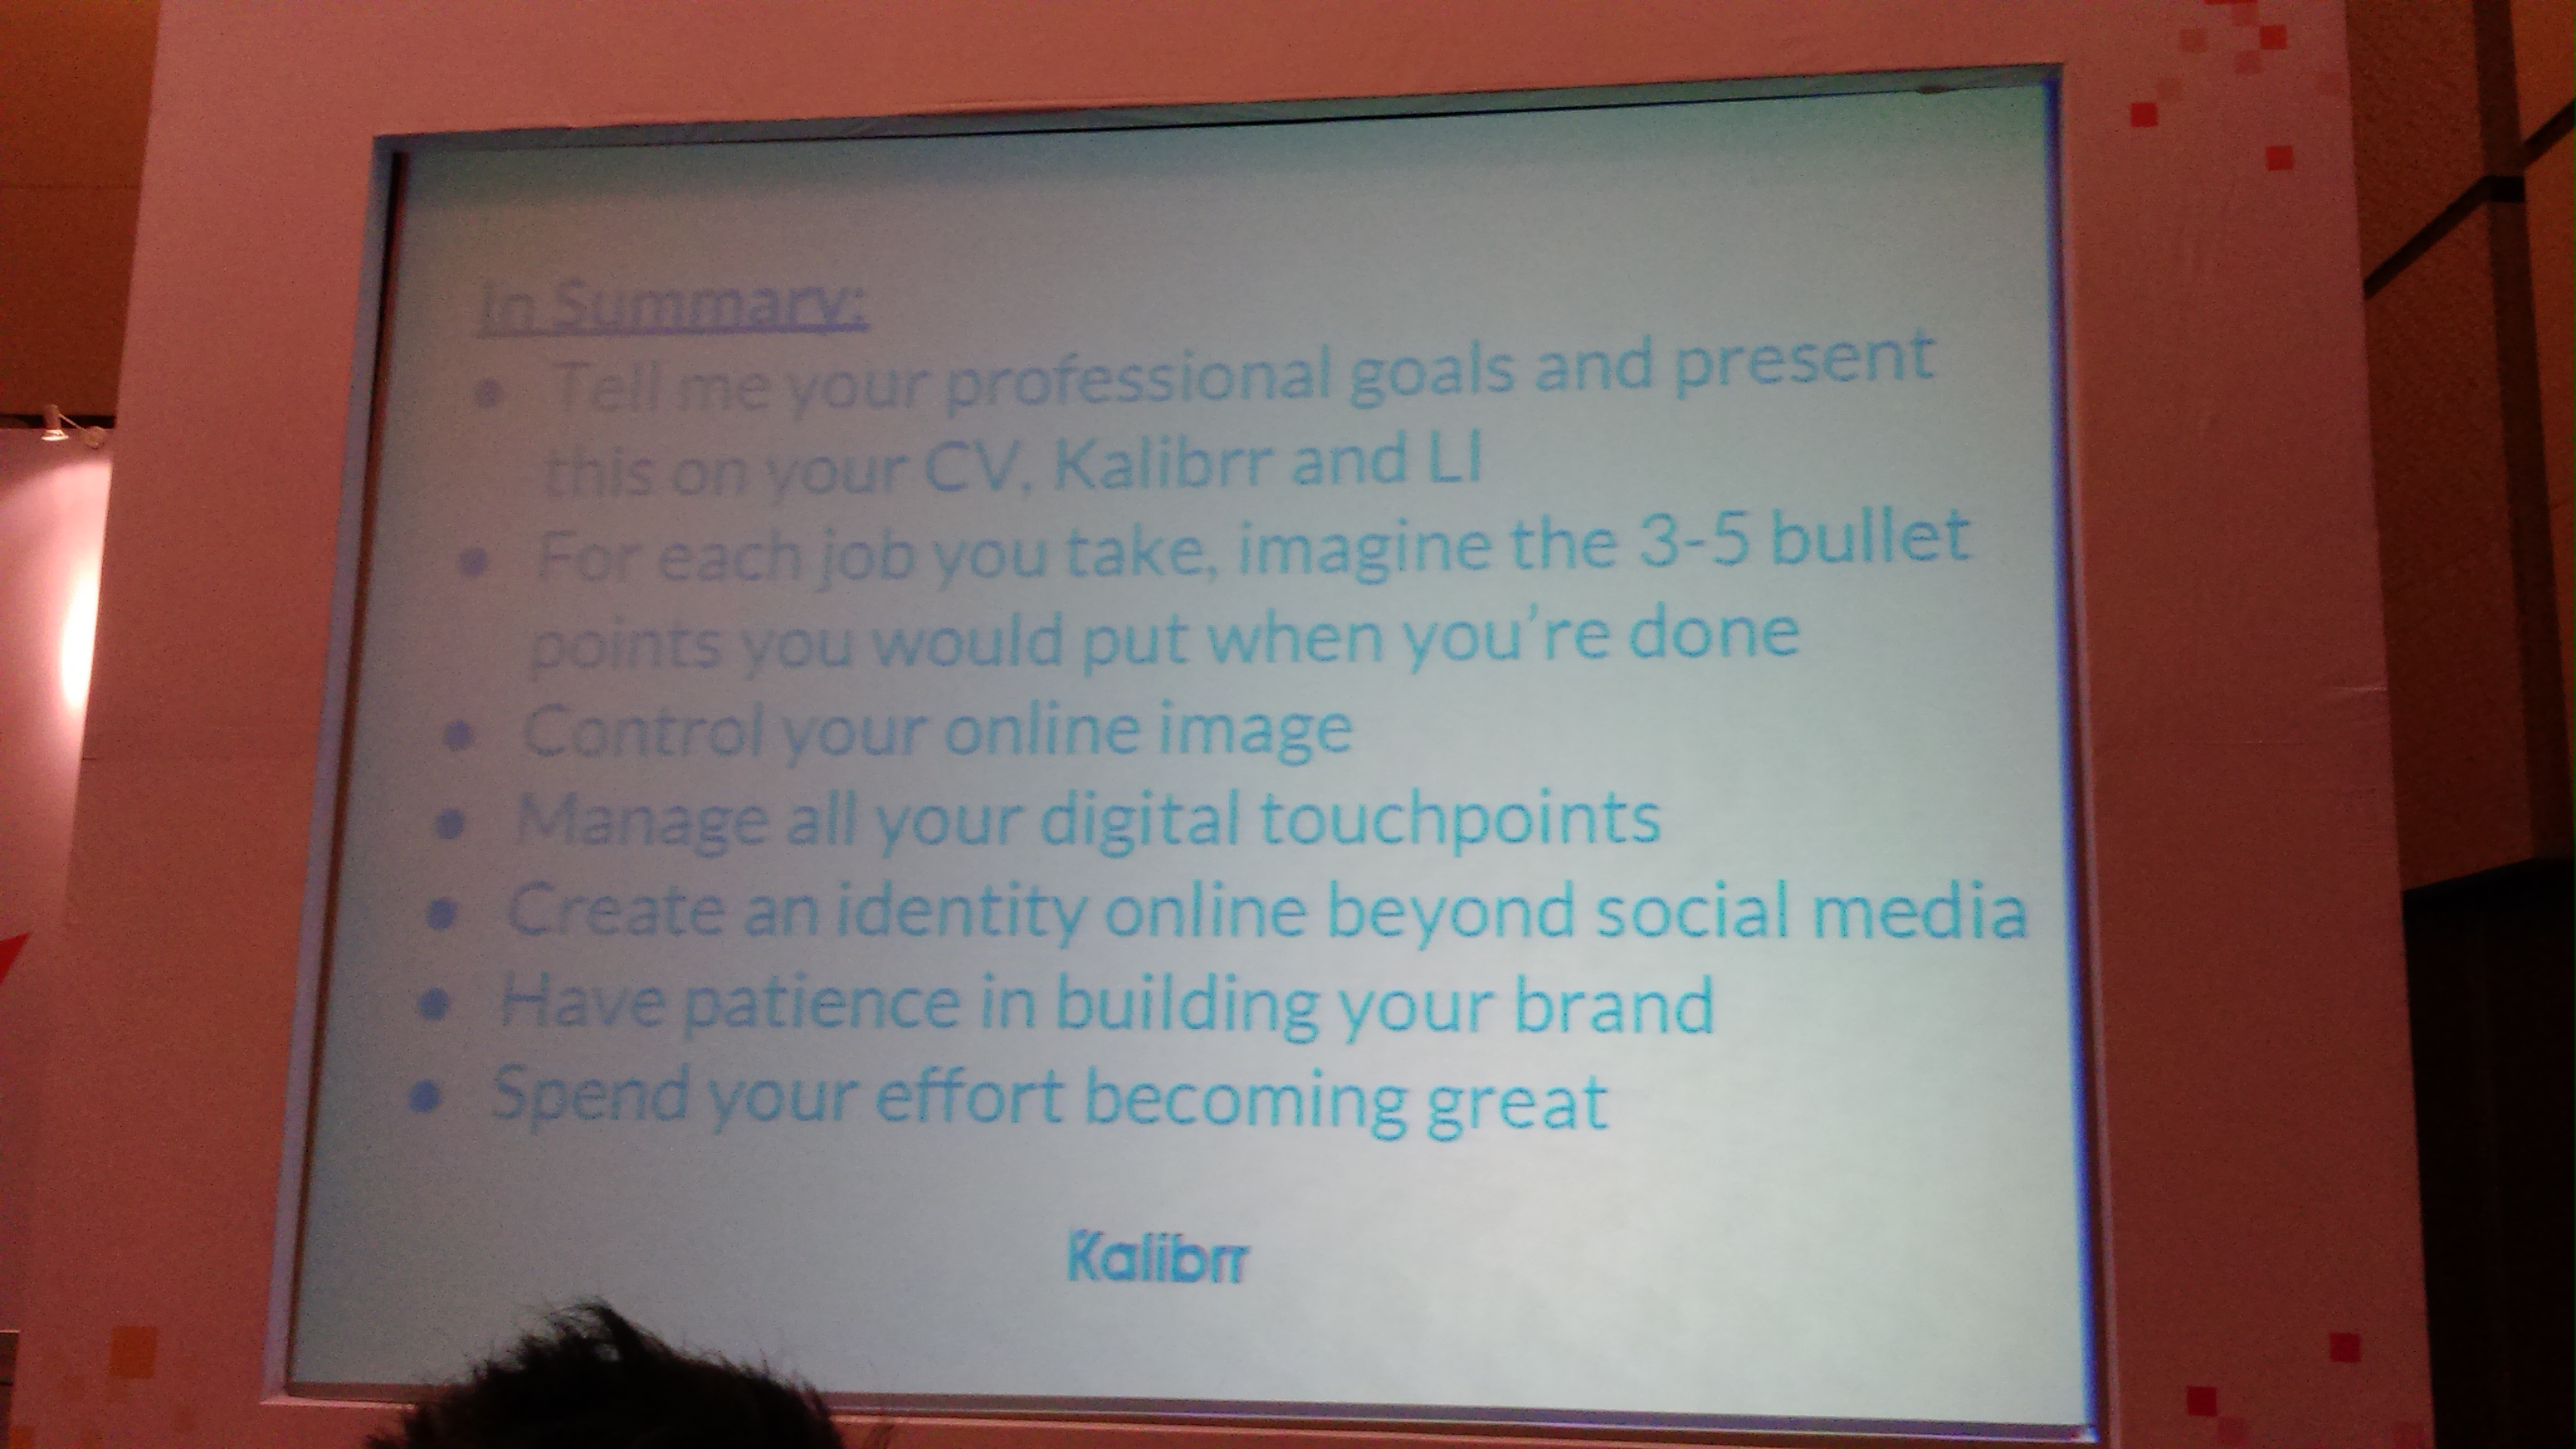 In Summary:
● Tell me your professional goals and present
this on your CV, Kalibrr and LI
● For each job you take, imagine the 3-5 bullet
points you would put when you're done
● Control your online image
● Manage all your digital touchpoints
● Create an identity online beyond social media
● Have patience in building your brand
● Spend your effort becoming great
Kalibrr